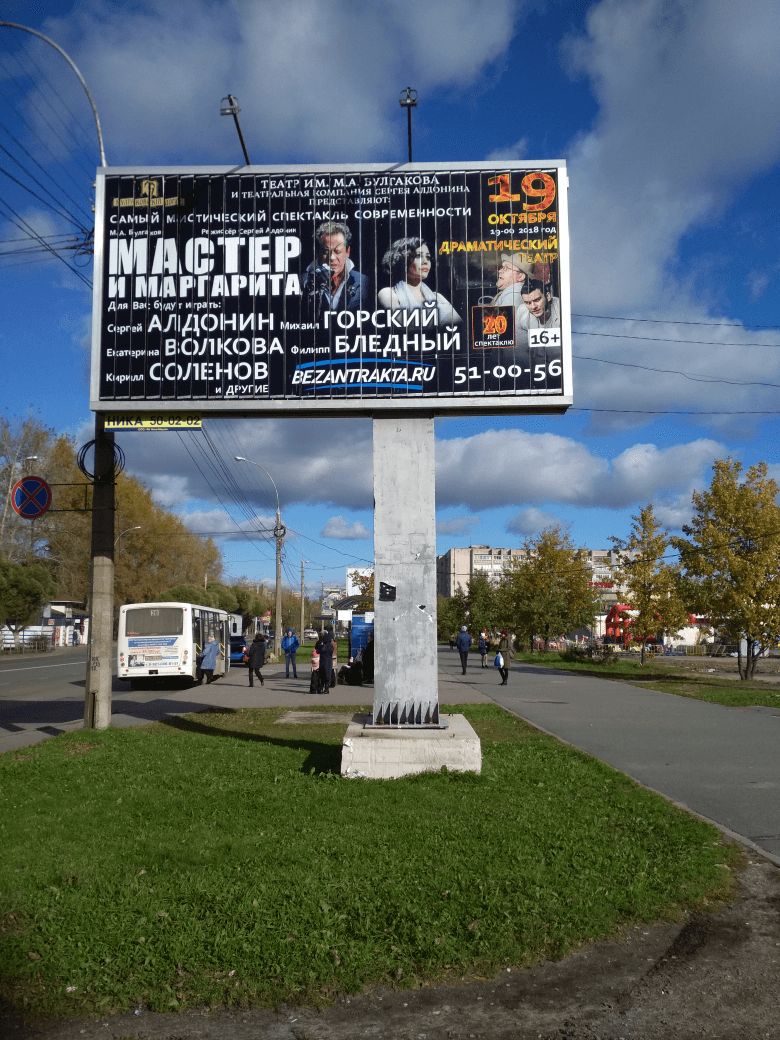 ТЕАТР ИМ. М.А. БУЛГАКОВА
И ТЕАТРАЛЬНАЯ КОМПАНИЯ СЕРГЕЯ АЛДОНИНА
ПРЕДСТАВЛЯЮТ:
САМЫЙ МИСТИЧЕСКИЙ СПЕКТАКЛЬ СОВРЕМЕННОСТИ
М.А. Булгаков Режиссёр Сергей Алдонин
МАСТЕР
И МАРГАРИТА
19
ОКТЯБРЯ
19-00 2018 год
ДРАМАТИЧЕСКИЙ
ТЕАТР
Для Вас будут играть:
Сергей АЛДОНИН Михаил ГОРСКИЙ
Екатерина ВОЛКОВА Филипп БЛЕДНЫЙ
Кирилл СОЛЕНОВ
И ДРУГИЕ
20
ЛЕТ
СПЕКТАКЛЮ
16+
BEZANTRAKTA.RU
51-00-56
НИКА 50-02-02